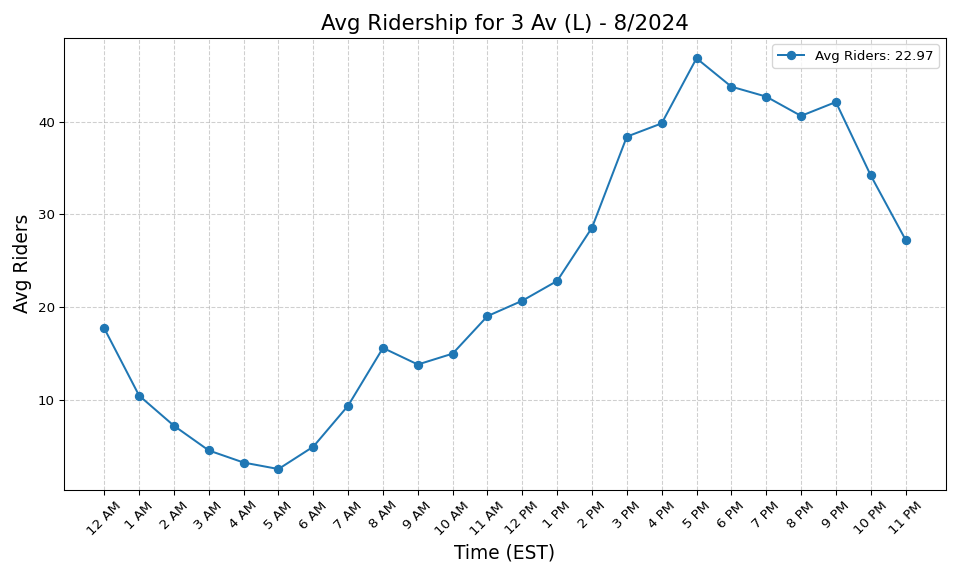 Avg Ridership for 3 Av (L) - 8/2024
Avg Riders: 22.97
Avg Riders
40
30
20
10
12 AM
1 AM
2 AM
3 AM
4 AM
5 AM
6 AM
7 AM
8 AM
9 AM
10 AM
11 AM
12 PM
1 PM
2 PM
3 PM
4 PM
5 PM
6 PM
7 PM
8 PM
9 PM
10 PM
11 PM
Time (EST)